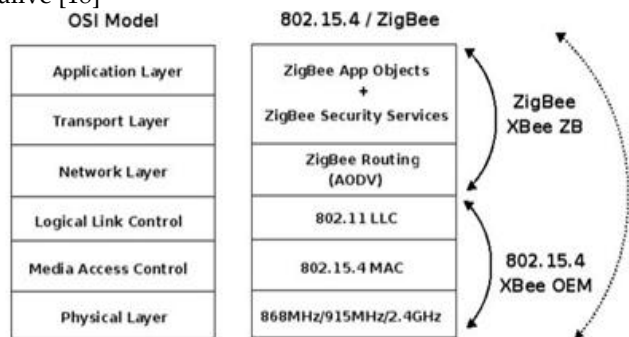 OSI Model
802.15.4 / ZigBee
Application Layer
ZigBee App Objects
+
Transport Layer
ZigBee Security Services
ZigBee
XBee ZB
Network Layer
ZigBee Routing
(AODV)
Logical Link Control
802.11 LLC
Media Access Control
802.15.4 MAC
802.15.4
XBee OEM
Physical Layer
868MHz/915MHz/2.4GHz